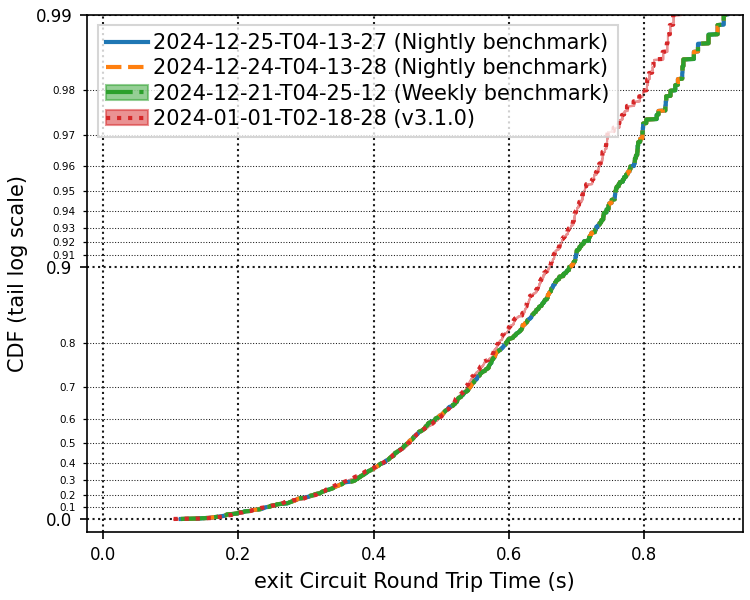 0.99
2024-12-25-T04-13-27 (Nightly benchmark)
2024-12-24-T04-13-28 (Nightly benchmark)
2024-12-21-T04-25-12 (Weekly benchmark)
2024-01-01-T02-18-28 (v3.1.0)
0.98
0.97
0.96
0.95
0.94
0.93
0.92
0.91
0.9
0.8
0.7
0.6
0.5
0.4
0.3
0.2
0.1
0.0
CDF (tail log scale)
0.0 0.2 0.4 0.6 0.8
exit Circuit Round Trip Time (s)